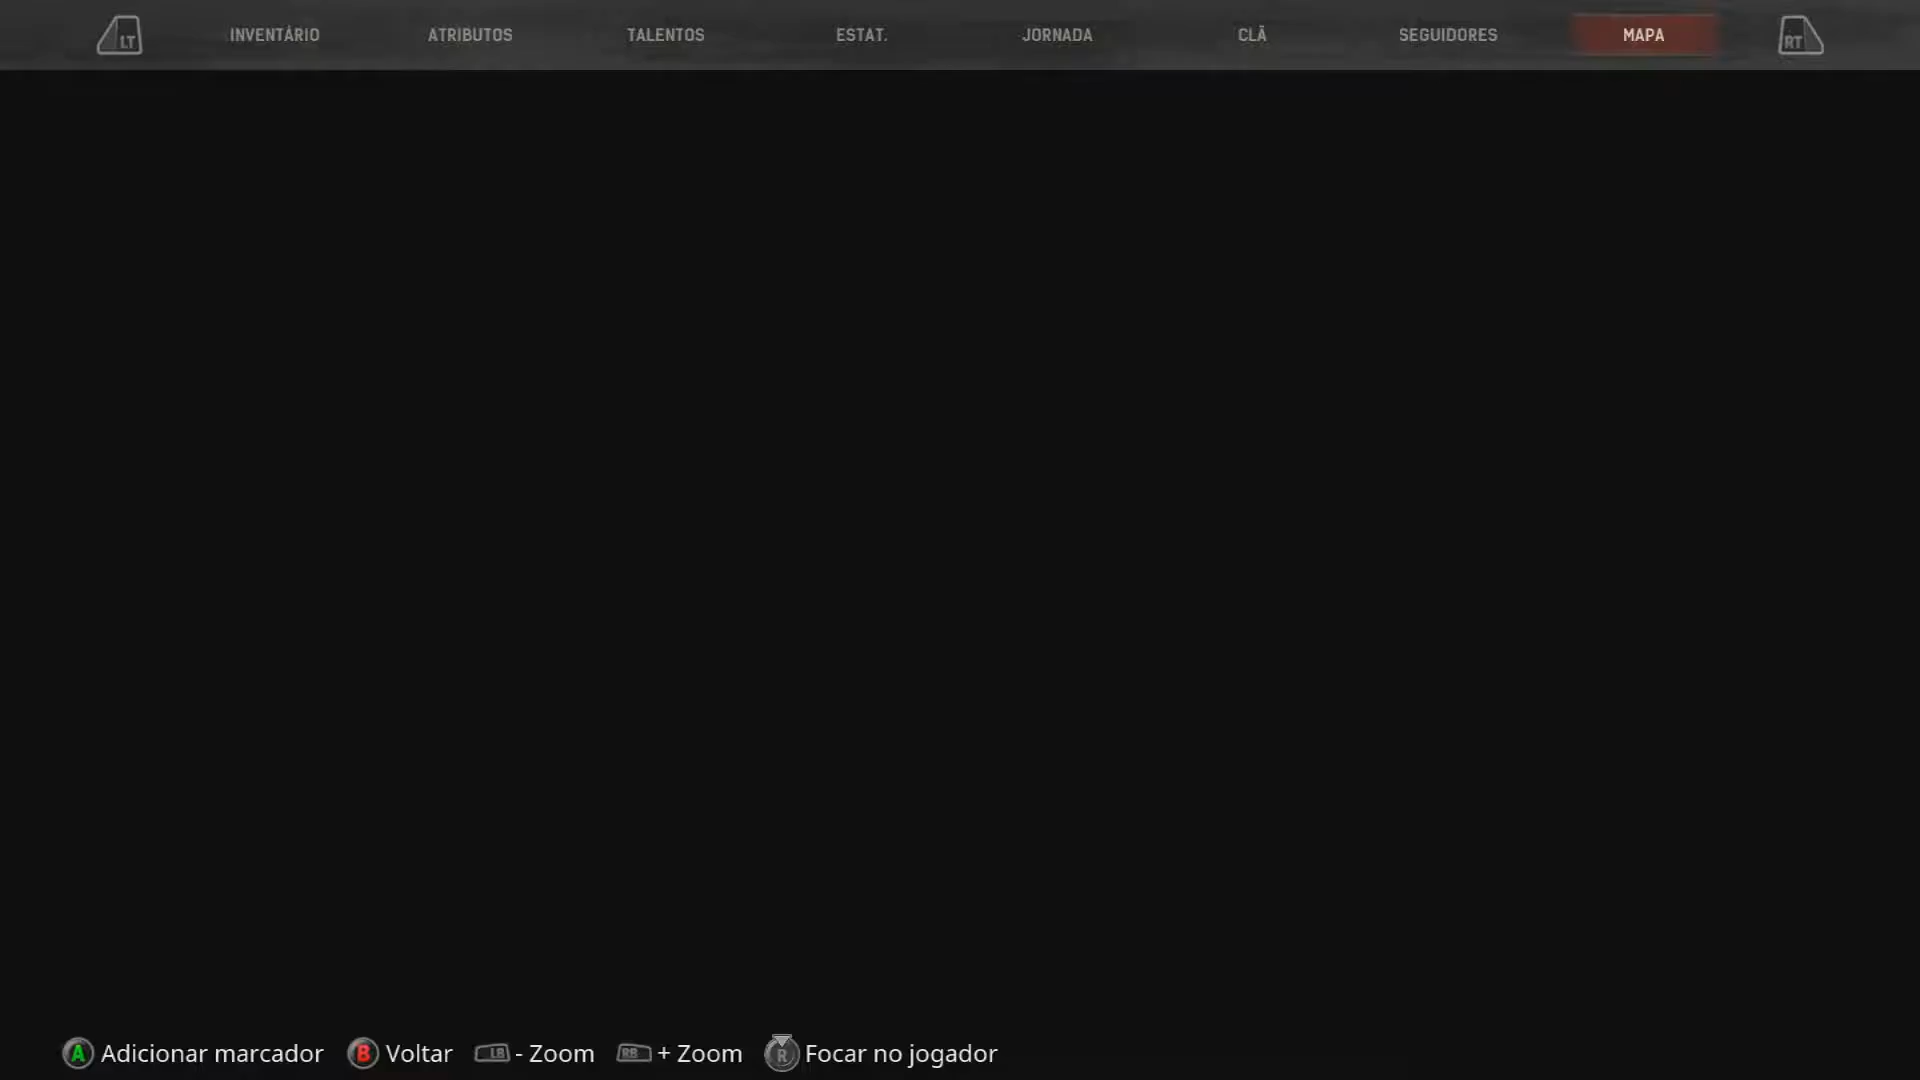 LT INVENTÁRIO ATRIBUTOS TALENTOS ESTAT. JORNADA CLÃ SEGUIDORES MAPA RT
A Adicionar marcador B Voltar LB - Zoom RB + Zoom R Focar no jogador